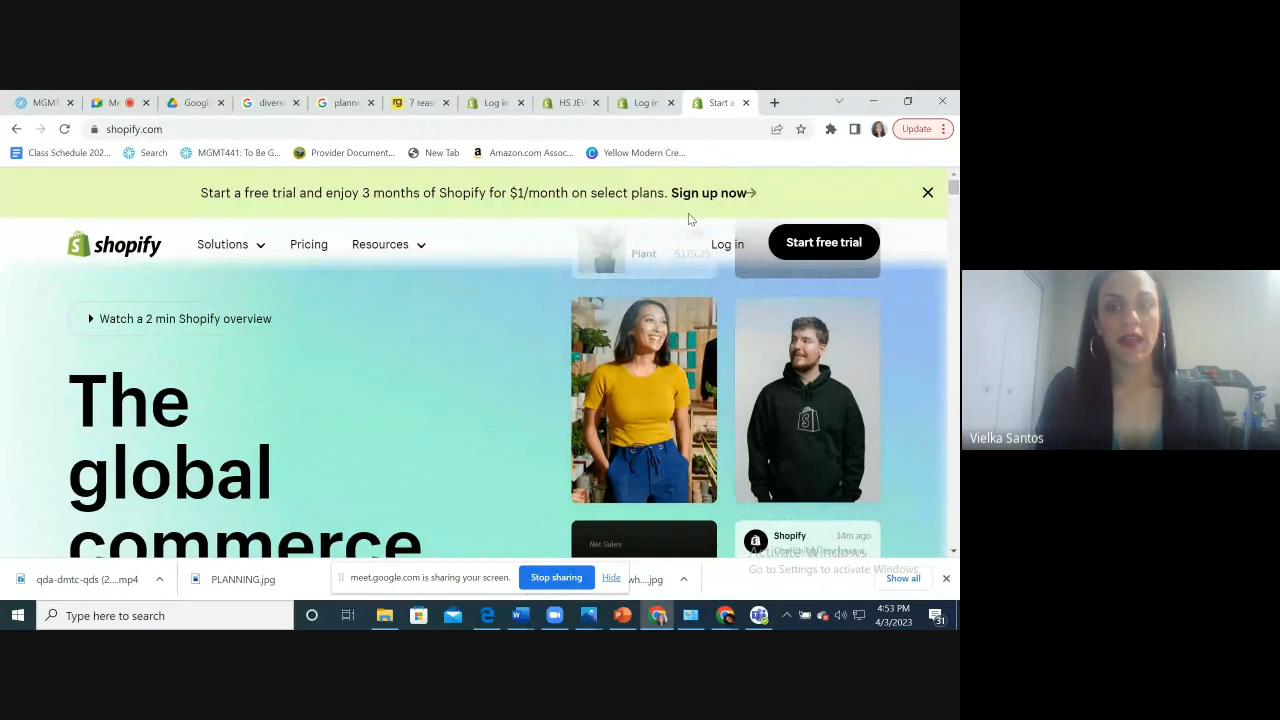 MGMT
Me
Googl
divers
planne
7 reas
Log in
HS JEV
Log in
Start a
shopify.com
Update
Class Schedule 202...
Search
MGMT441: To Be G...
Provider Document...
New Tab
Amazon.com Assoc...
Yellow Modern Cre...
Start a free trial and enjoy 3 months of Shopify for $1/month on select plans. Sign up now→
shopify
Solutions
Pricing
Resources
Log in
Start free trial
Plant $175.25
Watch a 2 min Shopify overview
The
global
commerce
Net Sales
Shopify 14m ago
Activate Windows
Go to Settings to activate Windows.
Vielka Santos
qda-dmtc-qds (2....mp4
PLANNING.jpg
meet.google.com is sharing your screen.
Stop sharing
Hide
wh....jpg
Show all
Type here to search
4:53 PM
4/3/2023
31